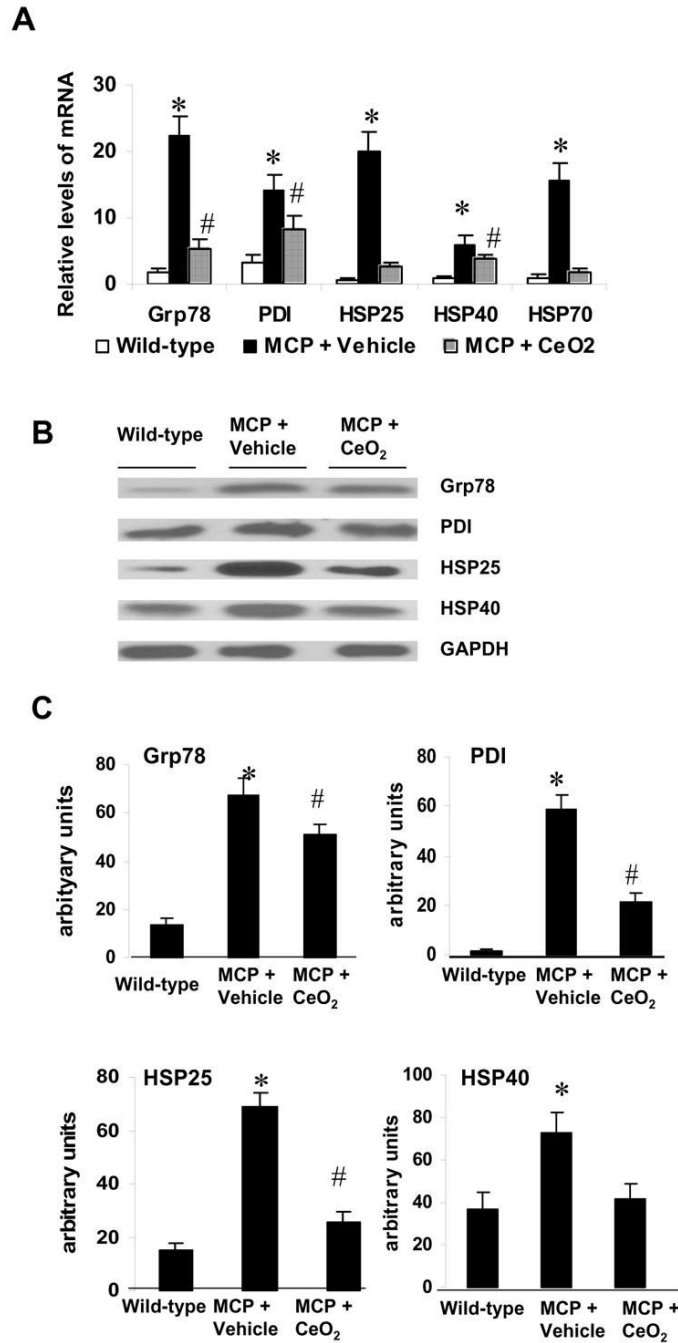 A
Relative levels of mRNA
30
20
10
0
* * * * *
# # #
Grp78 PDI HSP25 HSP40 HSP70
Wild-type MCP + Vehicle MCP + CeO2
B
Wild-type MCP + Vehicle MCP + CeO₂
Grp78
PDI
HSP25
HSP40
GAPDH
C
Grp78
arbityary units
80
60
40
20
0
* #
Wild-type MCP + Vehicle MCP + CeO₂
PDI
arbitrary units
80
60
40
20
0
* #
Wild-type MCP + Vehicle MCP + CeO₂
HSP25
arbitrary units
80
60
40
20
0
* #
Wild-type MCP + Vehicle MCP + CeO₂
HSP40
arbitrary units
100
80
60
40
20
0
*
Wild-type MCP + Vehicle MCP + CeO₂